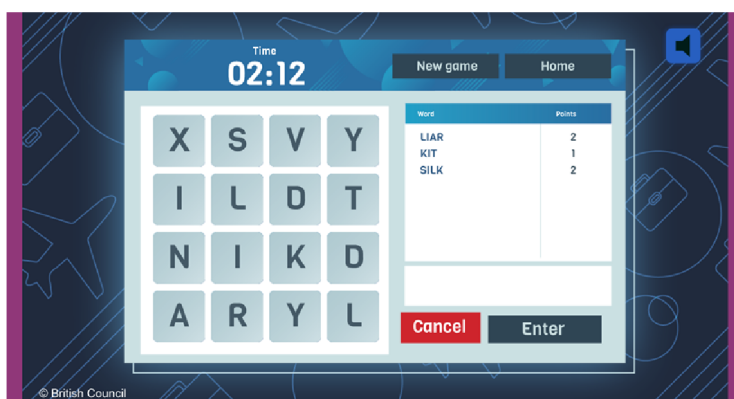 Time
02:12
New game Home
Word Points
LIAR 2
KIT 1
SILK 2
X S V Y
I L D T
N I K D
A R Y L
Cancel Enter
© British Council